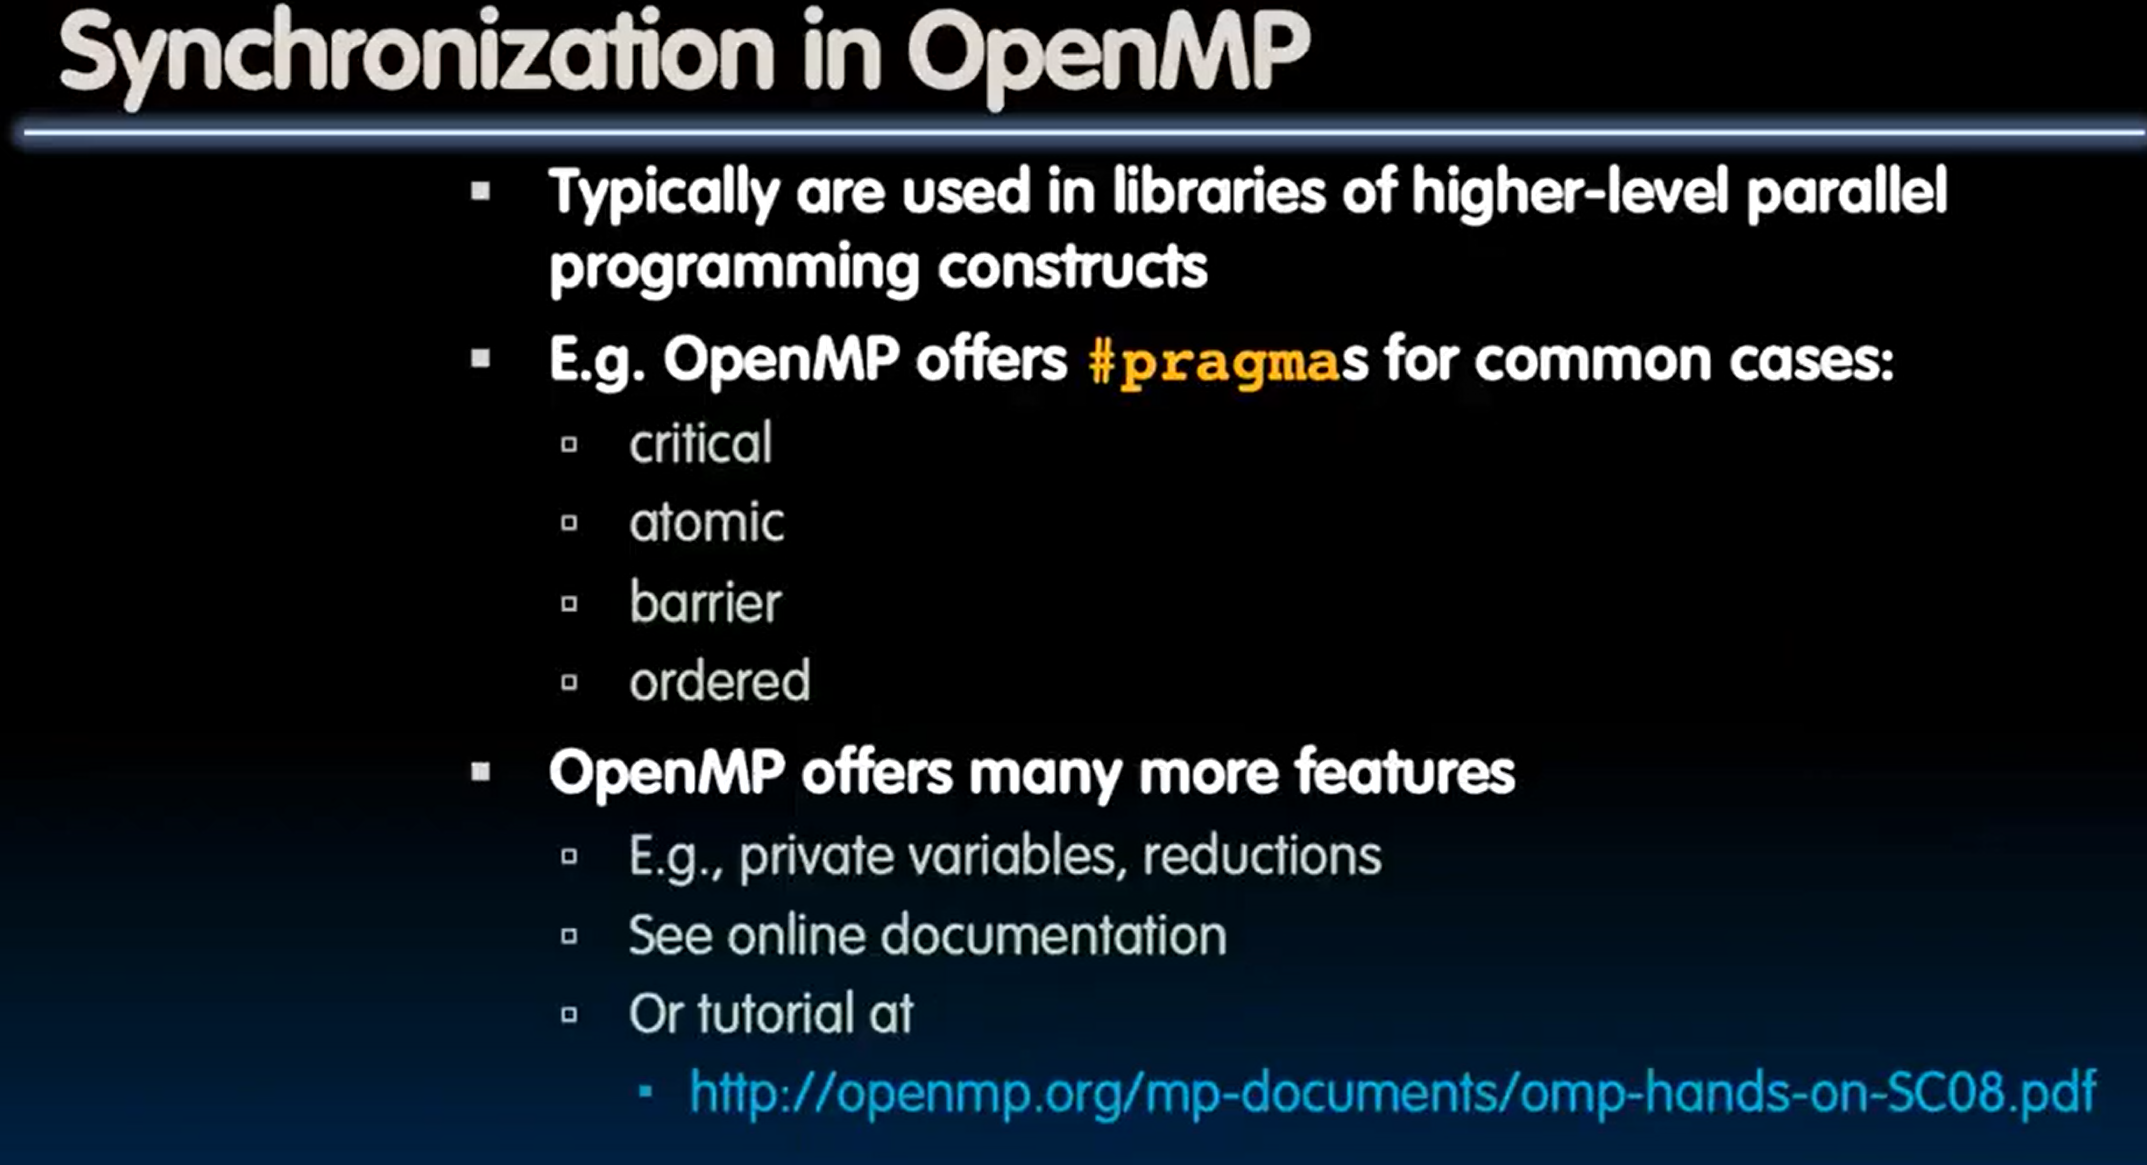 Synchronization in OpenMP
Typically are used in libraries of higher-level parallel
programming constructs
E.g. OpenMP offers #pragmas for common cases:
critical
atomic
barrier
ordered
OpenMP offers many more features
E.g., private variables, reductions
See online documentation
Or tutorial at
http://openmp.org/mp-documents/omp-hands-on-SC08.pdf